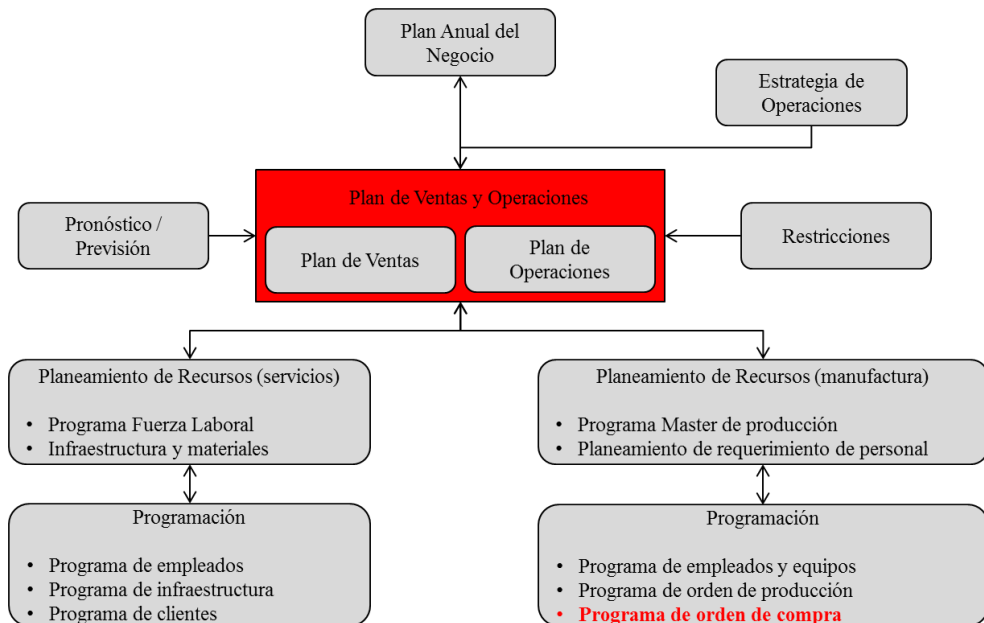 Plan Anual del
Negocio
Estrategia de
Operaciones
Plan de Ventas y Operaciones
Pronóstico /
Previsión
Plan de Ventas
Plan de
Operaciones
Restricciones
Planeamiento de Recursos (servicios)
• Programa Fuerza Laboral
• Infraestructura y materiales
Planeamiento de Recursos (manufactura)
• Programa Master de producción
• Planeamiento de requerimiento de personal
Programación
• Programa de empleados
• Programa de infraestructura
• Programa de clientes
Programación
• Programa de empleados y equipos
• Programa de orden de producción
• Programa de orden de compra